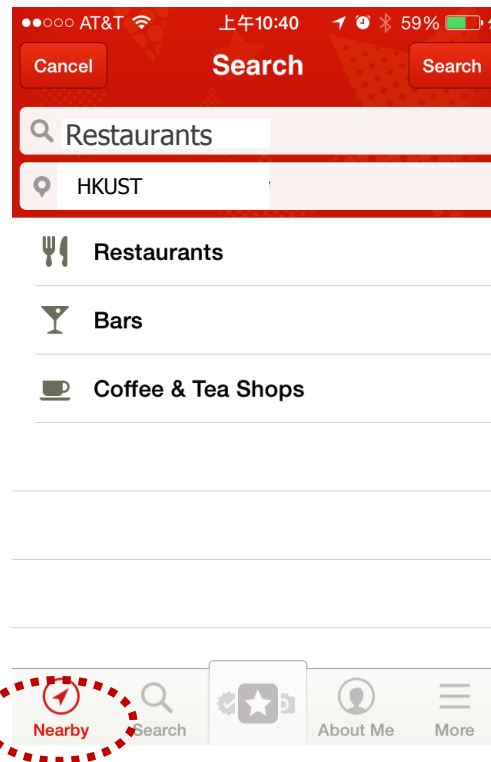 ●●○○○ AT&T 上午10:40 59%
Cancel Search Search
Restaurants
HKUST
Restaurants
Bars
Coffee & Tea Shops
Nearby Search About Me More